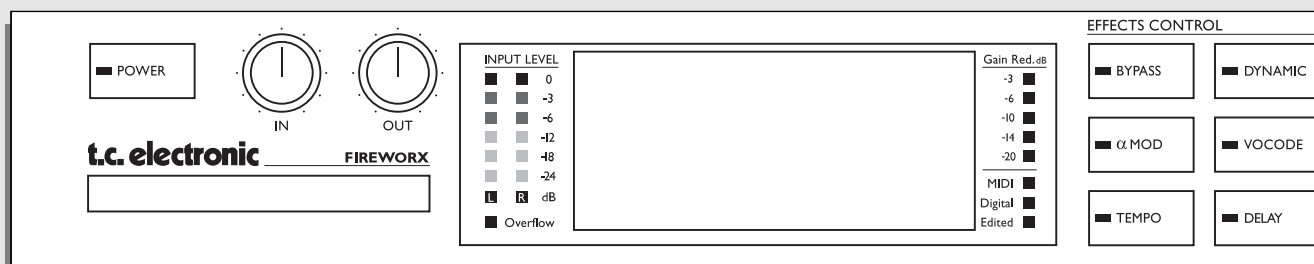 EFFECTS CONTROL
POWER
IN
OUT
t.c. electronic
FIREWORX
INPUT LEVEL
0
-3
-6
-12
-18
-24
L R dB
Overflow
Gain Red. dB
-3
-6
-10
-14
-20
MIDI
Digital
Edited
BYPASS
DYNAMIC
α MOD
VOCODE
TEMPO
DELAY